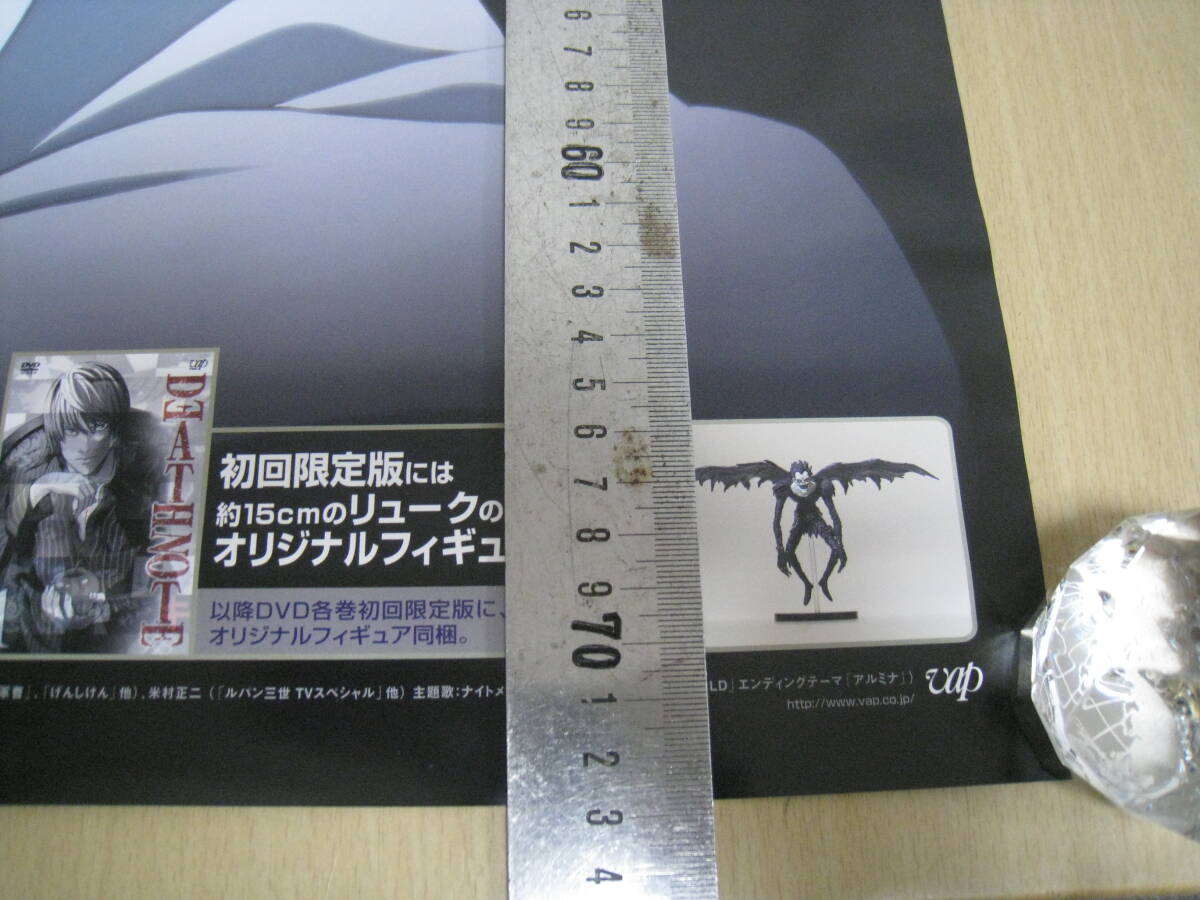 6
7
8
9
60
1
2
3
4
5
6
7
8
9
70
1
2
3
4
DVD
vap
DEATH NOTE
初回限定版には
約15cmのリュークの
オリジナルフィギュ
以降DVD各巻初回限定版に、
オリジナルフィギュア同梱。
』、『げんしけん』他)、米村正二(『ルパン三世 TVスペシャル』他) 主題歌:ナイトメ
LD』エンディングテーマ『アルミナ』)
http://www.vap.co.jp/
vap